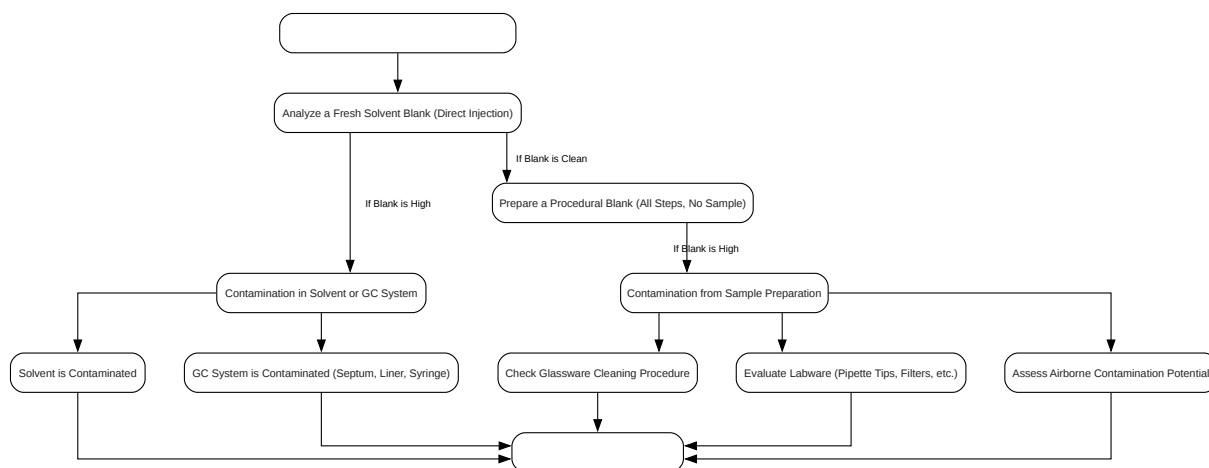 Analyze a Fresh Solvent Blank (Direct Injection)
If Blank is Clean
Prepare a Procedural Blank (All Steps, No Sample)
If Blank is High
If Blank is High
Contamination in Solvent or GC System
Contamination from Sample Preparation
Solvent is Contaminated
GC System is Contaminated (Septum, Liner, Syringe)
Check Glassware Cleaning Procedure
Evaluate Labware (Pipette Tips, Filters, etc.)
Assess Airborne Contamination Potential